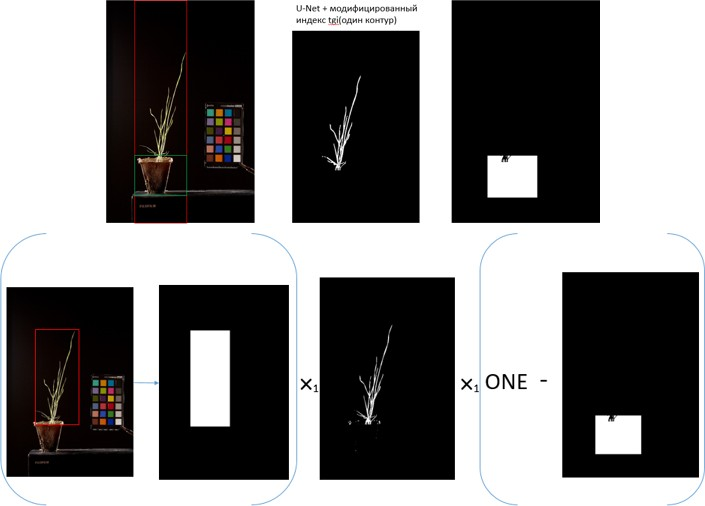 U-Net + модифицированный
индекс tgi(один контур)
×1
×1 ONE -